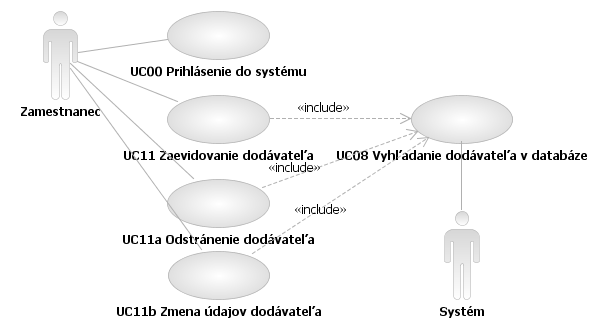 UC00 Prihlásenie do systému
Zamestnanec
«include»
UC11 Zaevidovanie dodávateľa
UC08 Vyhľadanie dodávateľa v databáze
«include»
«include»
UC11a Odstránenie dodávateľa
UC11b Zmena údajov dodávateľa
Systém